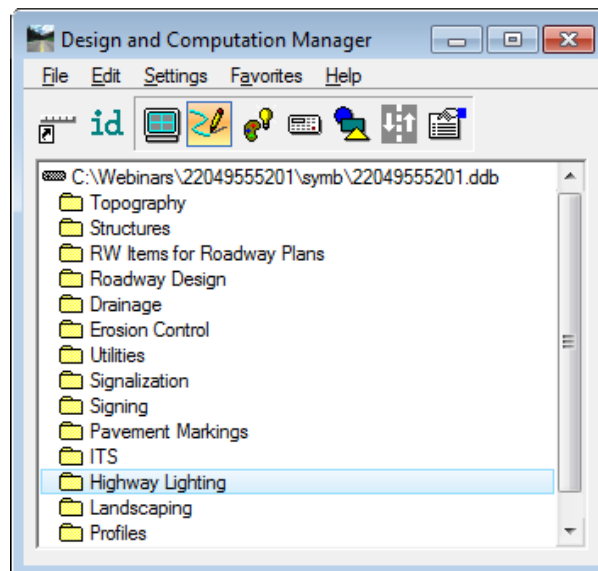 Design and Computation Manager
File Edit Settings Favorites Help
id
C:\Webinars\22049555201\symb\22049555201.ddb
Topography
Structures
RW Items for Roadway Plans
Roadway Design
Drainage
Erosion Control
Utilities
Signalization
Signing
Pavement Markings
ITS
Highway Lighting
Landscaping
Profiles